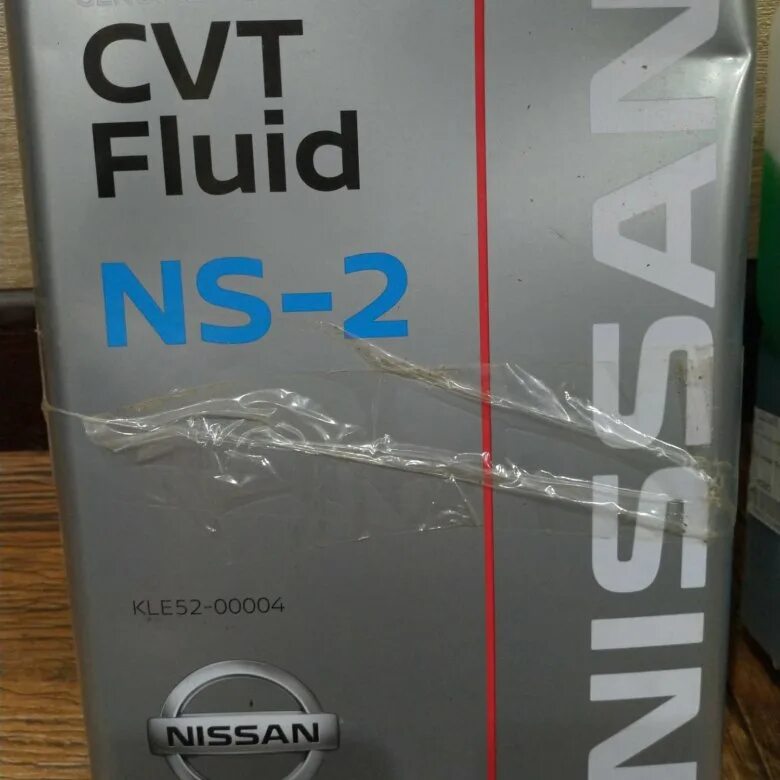 CVT
Fluid
NS-2
KLE52-00004
NISSAN
NISSAN